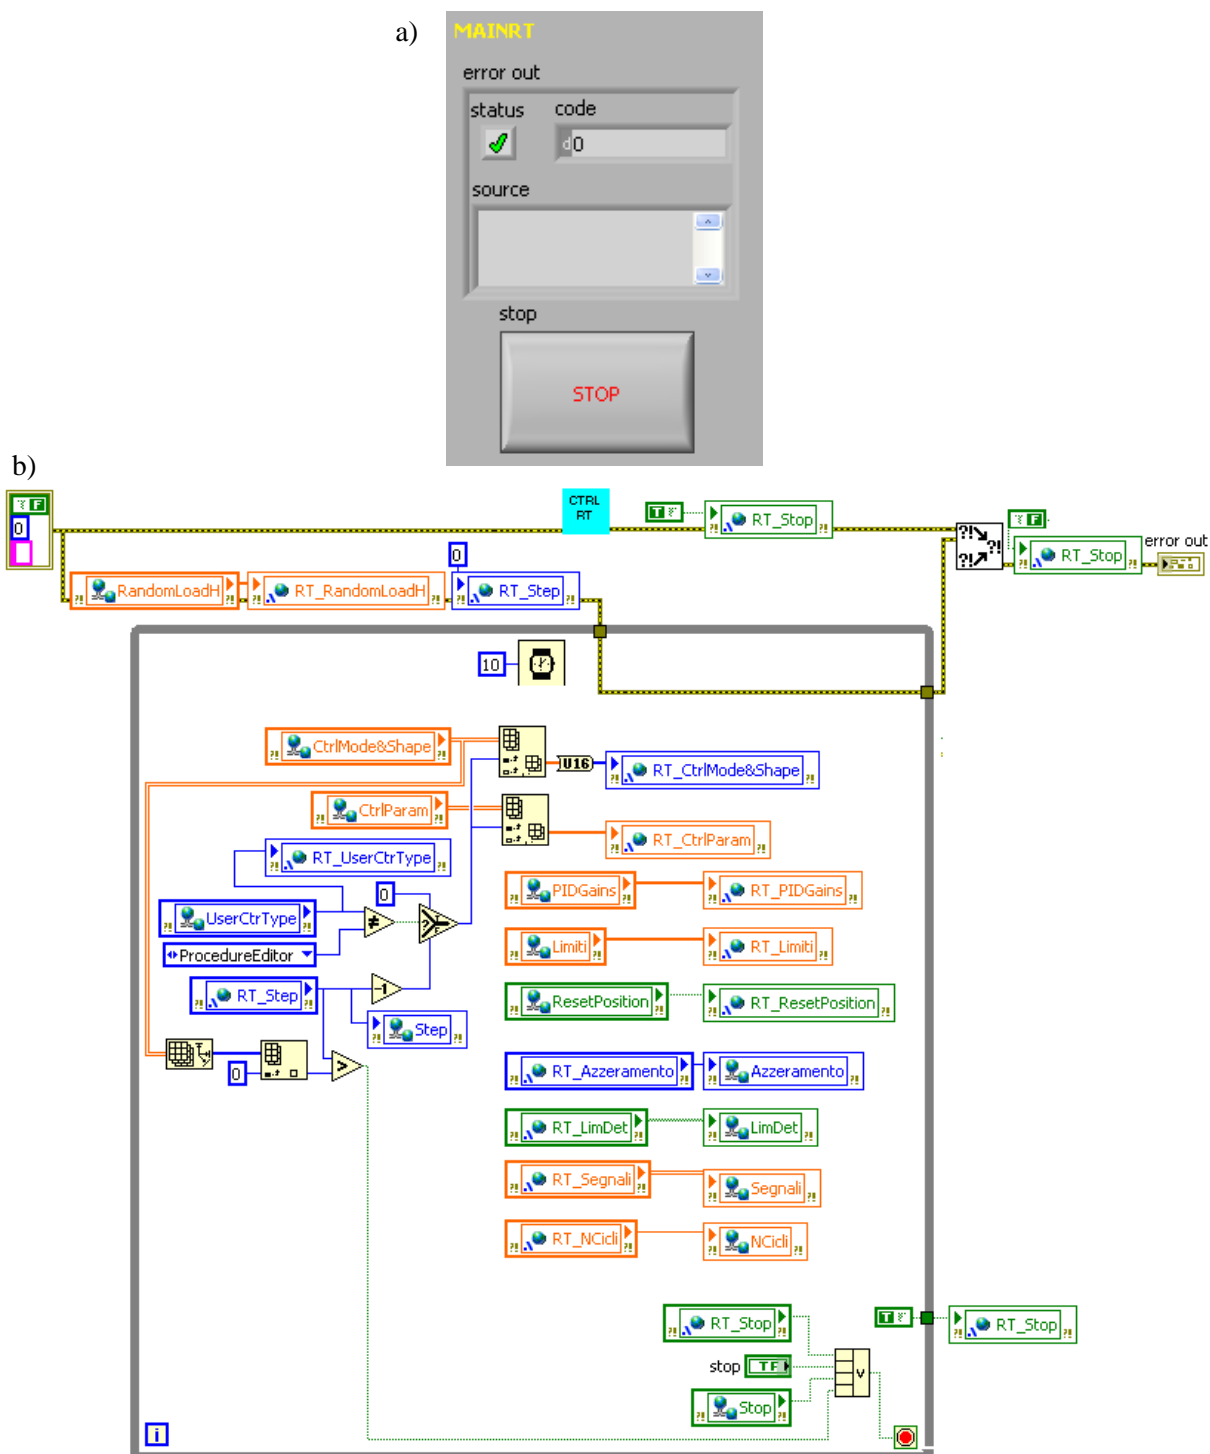 a)
MAINRT
error out
status code
d 0
source
stop
STOP
b)
F
0
CTRL RT
T
RT_Stop
F
RT_Stop
error out
0
RandomLoadH
RT_RandomLoadH
RT_Step
10
CtrlMode&Shape
U16
RT_CtrlMode&Shape
CtrlParam
RT_CtrlParam
RT_UserCtrType
0
PIDGains
RT_PIDGains
UserCtrType
ProcedureEditor
Limiti
RT_Limiti
RT_Step
-1
ResetPosition
RT_ResetPosition
Step
0
RT_Azzeramento
Azzeramento
RT_LimDet
LimDet
RT_Segnali
Segnali
RT_NCicli
NCicli
RT_Stop
T
RT_Stop
stop TF
Stop
i